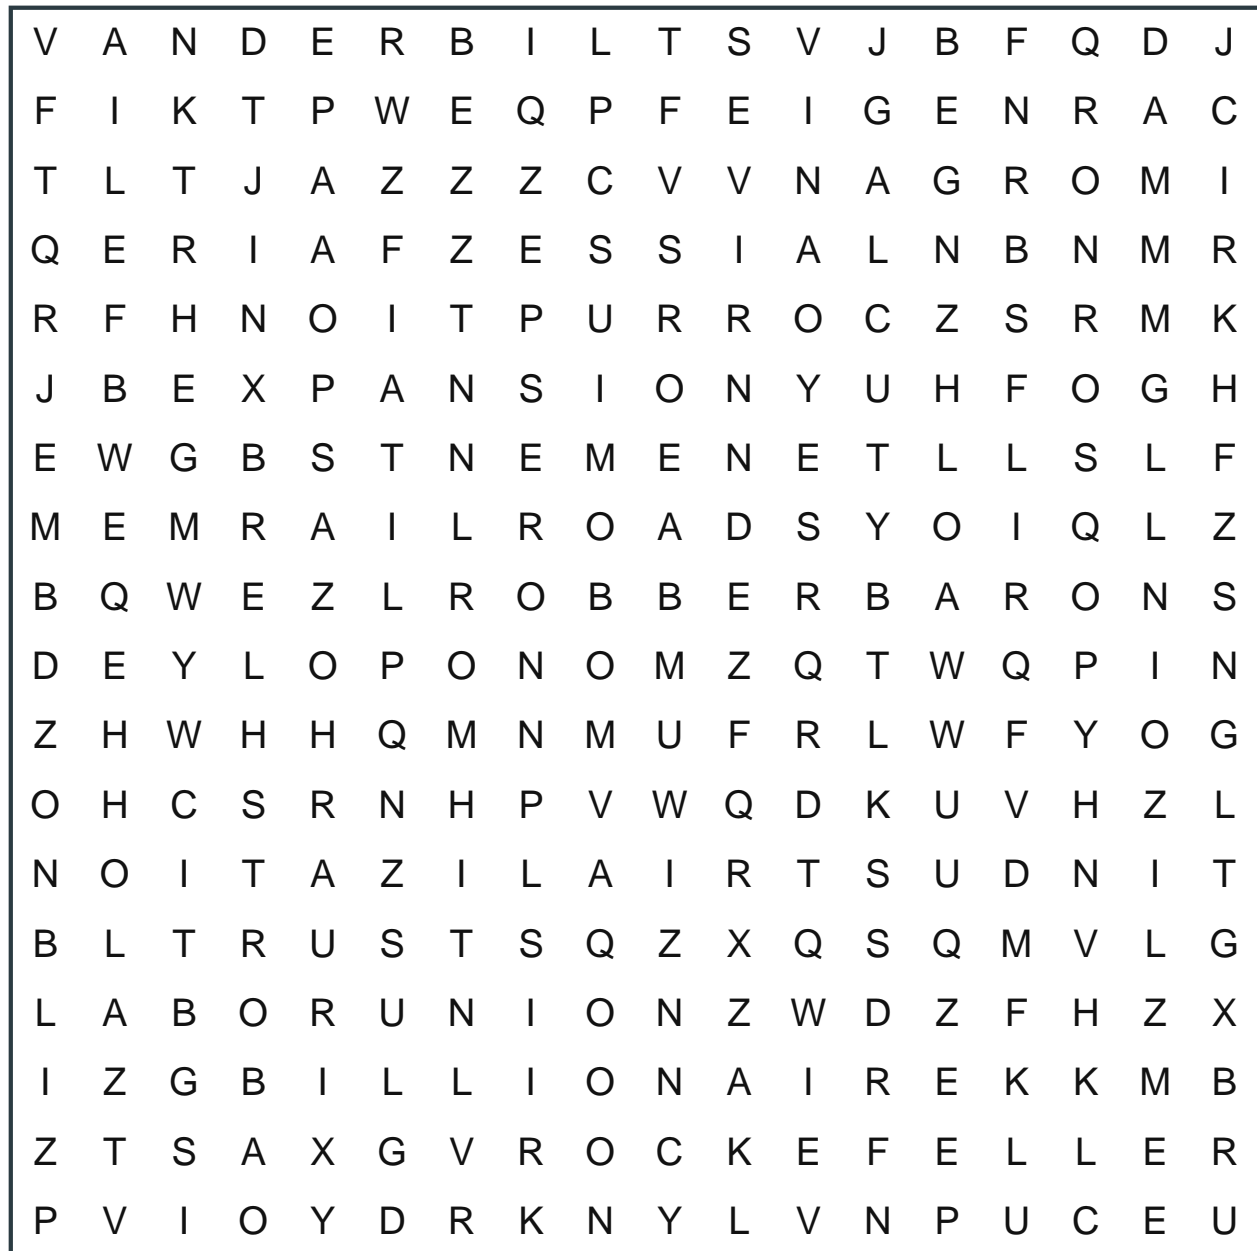 V A N D E R B I L T S V J B F Q D J
F I K T P W E Q P F E I G E N R A C
T L T J A Z Z Z C V V N A G R O M I
Q E R I A F Z E S S I A L N B N M R
R F H N O I T P U R R O C Z S R M K
J B E X P A N S I O N Y U H F O G H
E W G B S T N E M E N E T L L S L F
M E M R A I L R O A D S Y O I Q L Z
B Q W E Z L R O B B E R B A R O N S
D E Y L O P O N O M Z Q T W Q P I N
Z H W H H Q M N M U F R L W F Y O G
O H C S R N H P V W Q D K U V H Z L
N O I T A Z I L A I R T S U D N I T
B L T R U S T S Q Z X Q S Q M V L G
L A B O R U N I O N Z W D Z F H Z X
I Z G B I L L I O N A I R E K K M B
Z T S A X G V R O C K E F E L L E R
P V I O Y D R K N Y L V N P U C E U